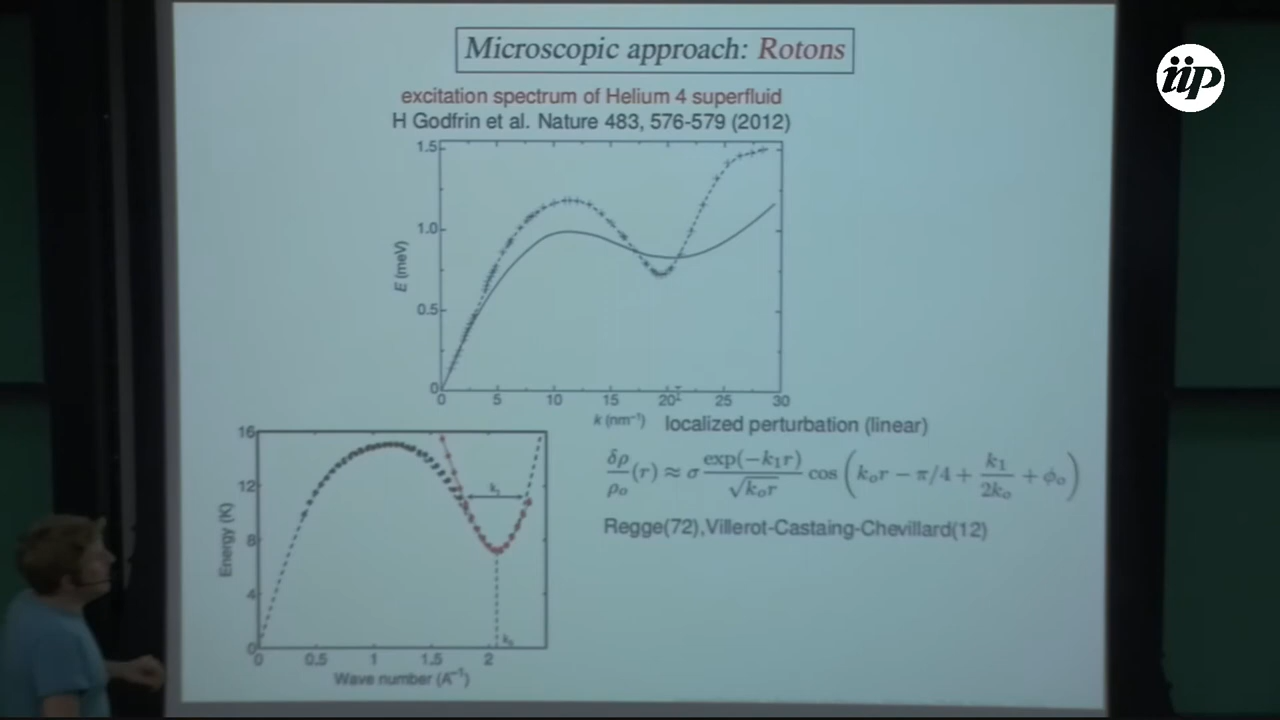 iip
Microscopic approach: Rotons
excitation spectrum of Helium 4 superfluid
H Godfrin et al. Nature 483, 576-579 (2012)
1.5
1.0
0.5
0
E (meV)
0 5 10 15 20 25 30
k (nm⁻¹)
localized perturbation (linear)
δρ/ρₒ (r) ≈ σ exp(−k₁r)/√kₒr cos (kₒr − π/4 + k₁/2kₒ + ϕₒ)
Regge(72),Villerot-Castaing-Chevillard(12)
16
12
8
4
0
Energy (K)
0 0.5 1 1.5 2
Wave number (A⁻¹)